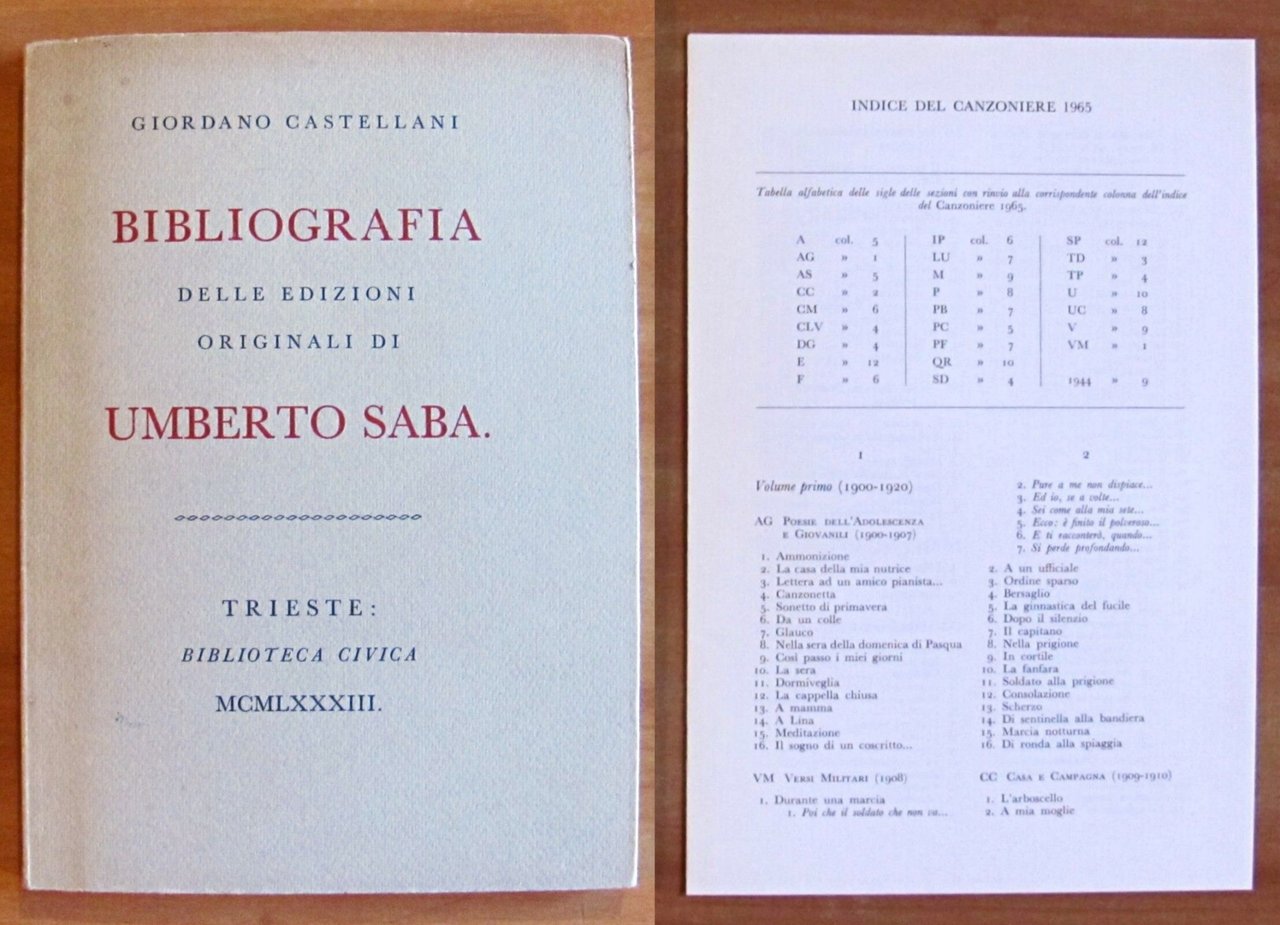 GIORDANO CASTELLANI
BIBLIOGRAFIA
DELLE EDIZIONI
ORIGINALI DI
UMBERTO SABA.
TRIESTE:
BIBLIOTECA CIVICA
MCMLXXXIII.
INDICE DEL CANZONIERE 1965
Tabella alfabetica delle sigle delle sezioni con rinvio alla corrispondente colonna dell'indice
del Canzoniere 1965.
A col. 5
AG » 1
AS » 5
CC » 2
CM » 6
CLV » 4
DG » 4
E » 12
F » 6
IP col. 6
LU » 7
M » 9
P » 8
PB » 7
PC » 5
PF » 7
QR » 10
SD » 4
SP col. 12
TD » 3
TP » 4
U » 10
UC » 8
V » 9
VM » 1
1944 » 9
1
Volume primo (1900-1920)
AG POESIE DELL'ADOLESCENZA
E GIOVANILI (1900-1907)
1. Ammonizione
2. La casa della mia nutrice
3. Lettera ad un amico pianista...
4. Canzonetta
5. Sonetto di primavera
6. Da un colle
7. Glauco
8. Nella sera della domenica di Pasqua
9. Così passo i miei giorni
10. La sera
11. Dormiveglia
12. La cappella chiusa
13. A mamma
14. A Lina
15. Meditazione
16. Il sogno di un coscritto...
VM VERSI MILITARI (1908)
1. Durante una marcia
1. Poi che il soldato che non va...
2
2. Pure a me non dispiace...
3. Ed io, se a volte...
4. Sei come alla mia sete...
5. Ecco: è finito il polveroso...
6. E ti racconterò, quando...
7. Si perde profondando...
2. A un ufficiale
3. Ordine sparso
4. Bersaglio
5. La ginnastica del fucile
6. Dopo il silenzio
7. Il capitano
8. Nella prigione
9. In cortile
10. La fanfara
11. Soldato alla prigione
12. Consolazione
13. Scherzo
14. Di sentinella alla bandiera
15. Marcia notturna
16. Di ronda alla spiaggia
CC CASA E CAMPAGNA (1909-1910)
1. L'arboscello
2. A mia moglie